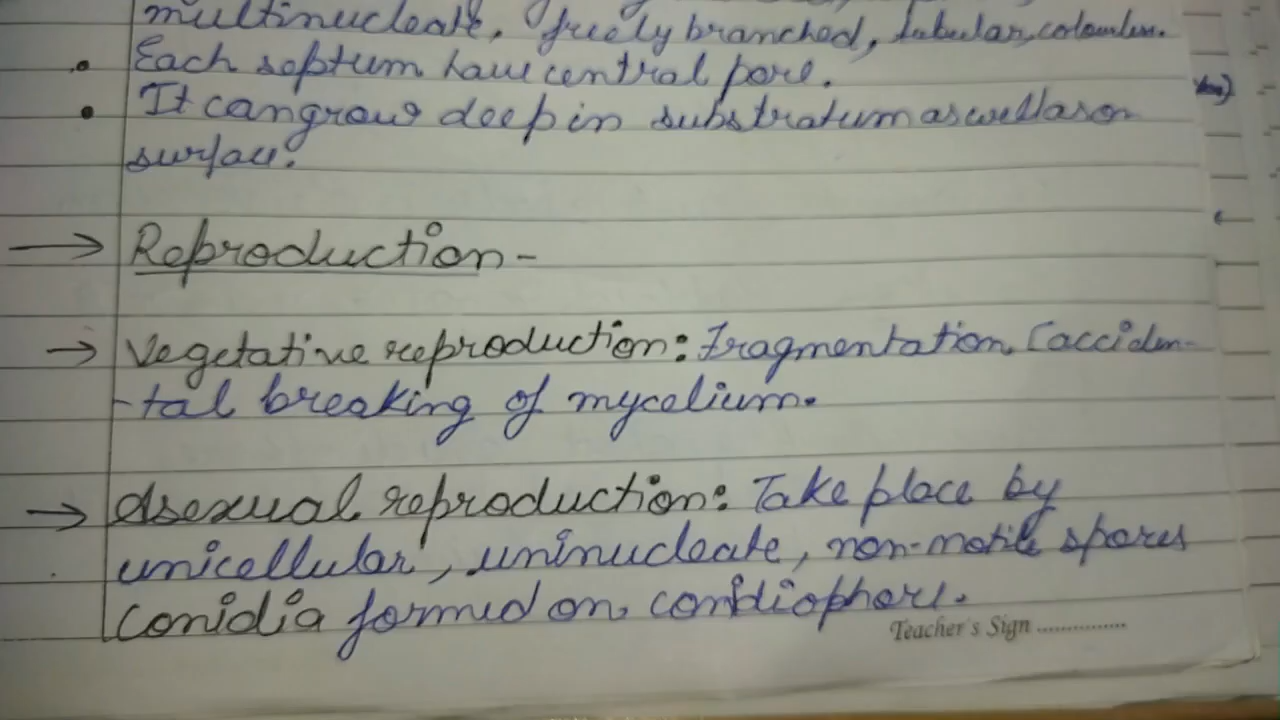 multinucleate, freely branched, tubular, colourless.
• Each septum have central pore.
• It can grow deep in substratum as well as on
surface.
→ Reproduction -
→ Vegetative reproduction: Fragmentation (acciden-
-tal breaking of mycelium.
→ Asexual reproduction: Take place by
unicellular, uninucleate, non-motile spores
conidia formed on conidiophore.
Teacher's Sign ...............